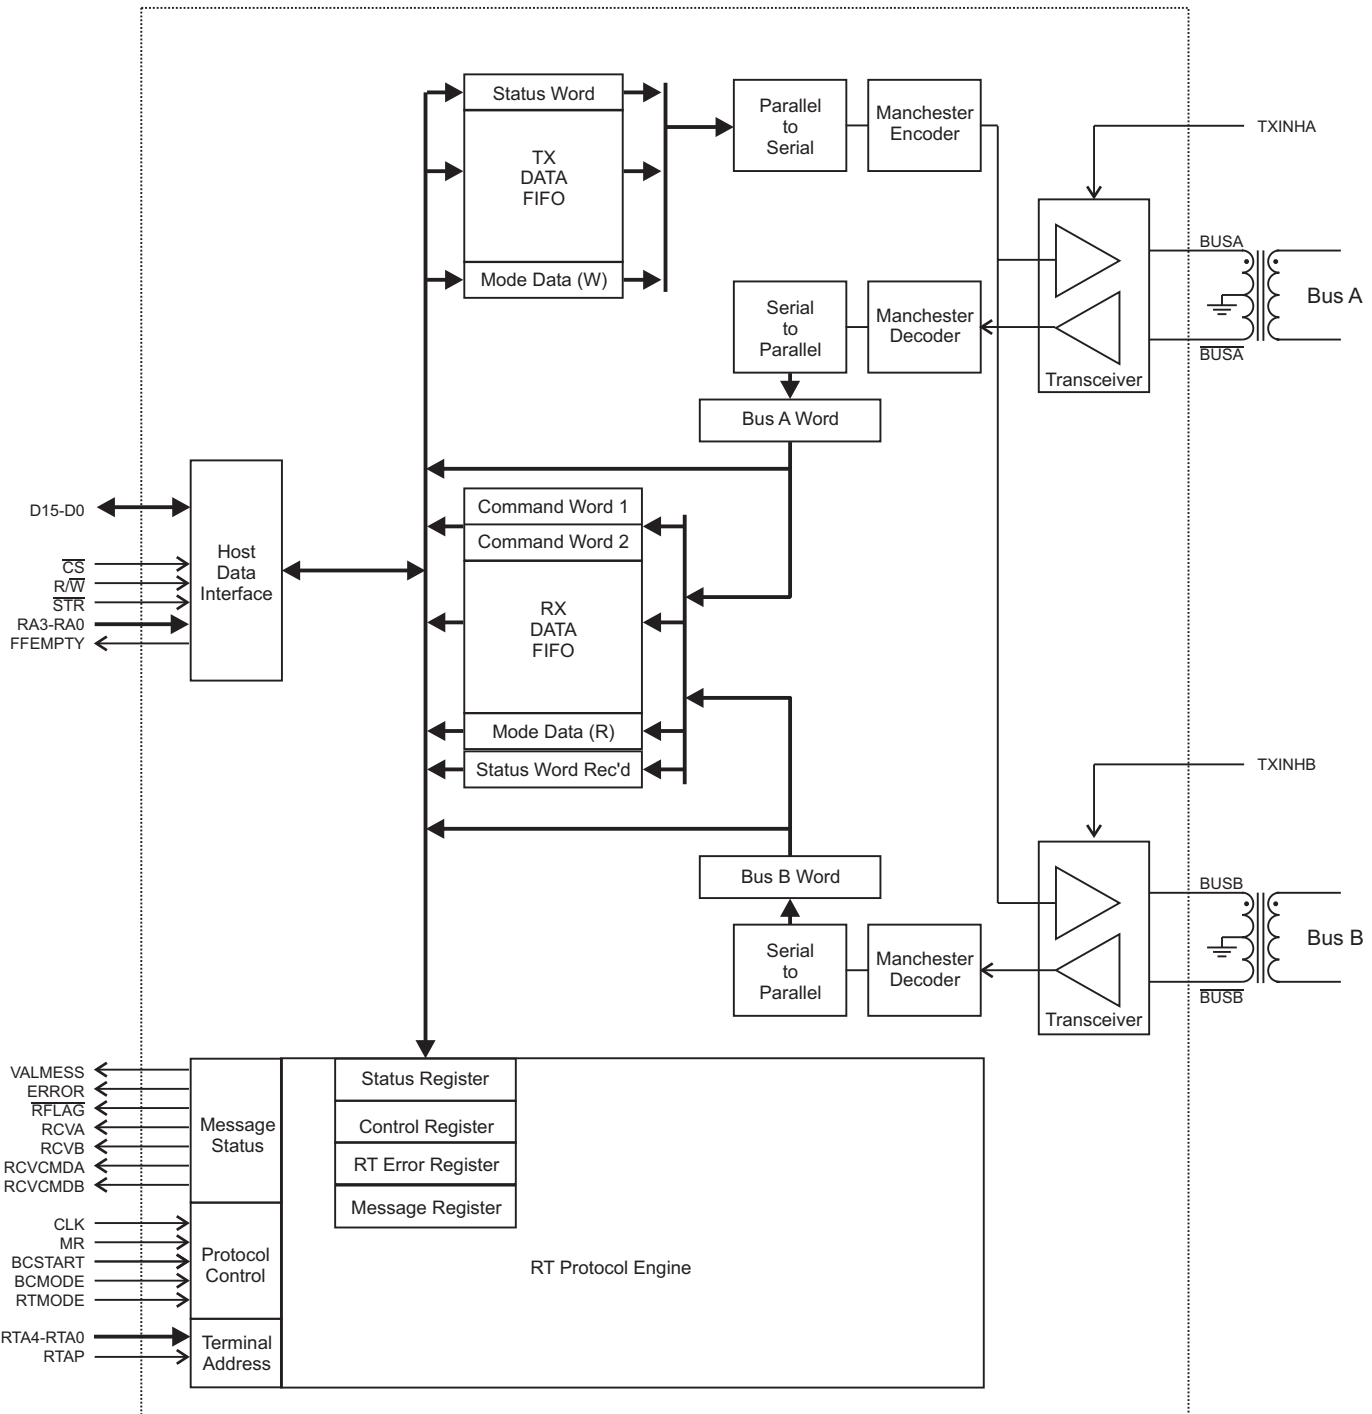 Status Word
TX
DATA
FIFO
Mode Data (W)
Parallel
to
Serial
Manchester
Encoder
TXINHA
BUSA
Bus A
BUSA
Transceiver
Serial
to
Parallel
Manchester
Decoder
Bus A Word
D15-D0
CS
R/W
STR
RA3-RA0
FFEMPTY
Host
Data
Interface
Command Word 1
Command Word 2
RX
DATA
FIFO
Mode Data (R)
Status Word Rec'd
TXINHB
BUSB
Bus B
BUSB
Transceiver
Bus B Word
Serial
to
Parallel
Manchester
Decoder
VALMESS
ERROR
RFLAG
RCVA
RCVB
RCVCMDA
RCVCMDB
Message
Status
CLK
MR
BCSTART
BCMODE
RTMODE
Protocol
Control
RTA4-RTA0
RTAP
Terminal
Address
Status Register
Control Register
RT Error Register
Message Register
RT Protocol Engine